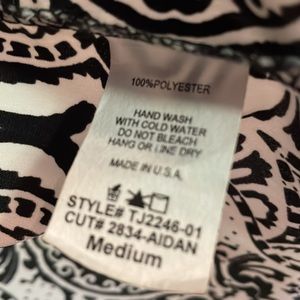 100%POLYESTER
HAND WASH
WITH COLD WATER
DO NOT BLEACH
HANG OR LINE DRY
MADE IN U.S.A.
STYLE# TJ2246-01
CUT# 2834-AIDAN
Medium